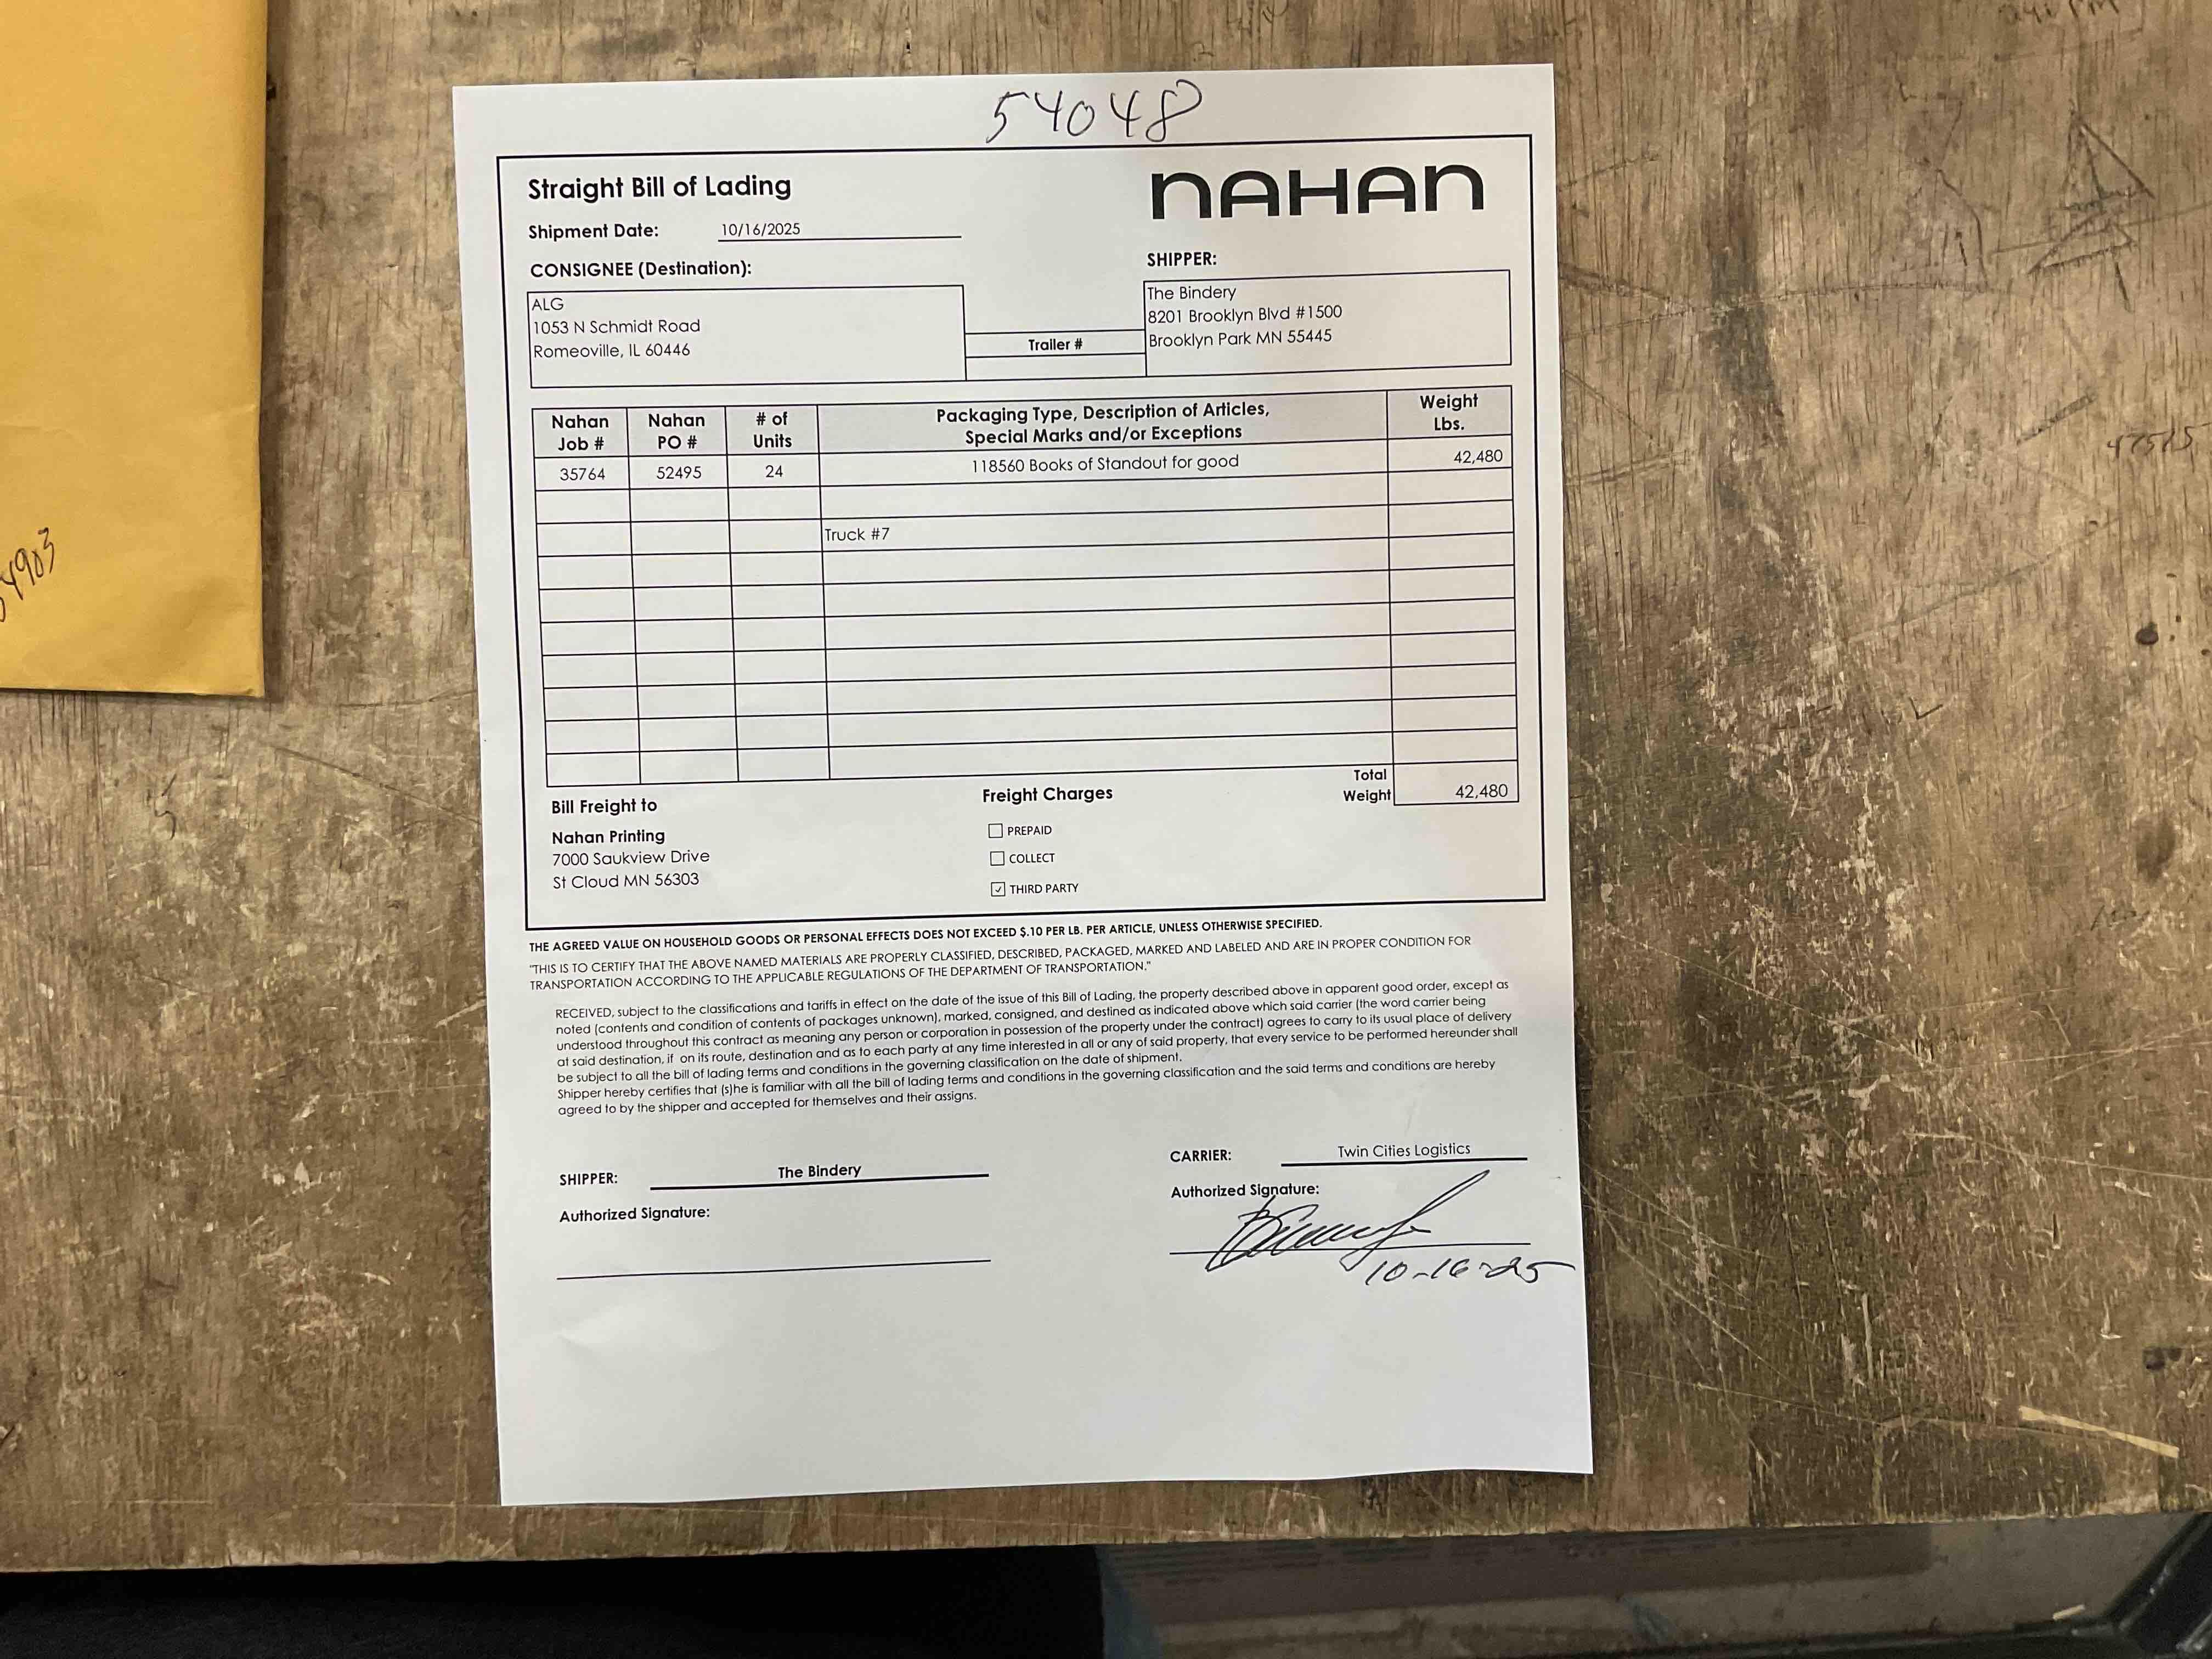 54048
Straight Bill of Lading
NAHAN
Shipment Date: 10/16/2025
CONSIGNEE (Destination):
ALG
1053 N Schmidt Road
Romeoville, IL 60446
Trailer #
SHIPPER:
The Bindery
8201 Brooklyn Blvd #1500
Brooklyn Park MN 55445
Nahan Job # Nahan PO # # of Units Packaging Type, Description of Articles, Special Marks and/or Exceptions Weight Lbs.
35764 52495 24 118560 Books of Standout for good 42,480
Truck #7
Total Weight 42,480
Bill Freight to
Nahan Printing
7000 Saukview Drive
St Cloud MN 56303
Freight Charges
PREPAID
COLLECT
✓ THIRD PARTY
THE AGREED VALUE ON HOUSEHOLD GOODS OR PERSONAL EFFECTS DOES NOT EXCEED $.10 PER LB. PER ARTICLE, UNLESS OTHERWISE SPECIFIED.
"THIS IS TO CERTIFY THAT THE ABOVE NAMED MATERIALS ARE PROPERLY CLASSIFIED, DESCRIBED, PACKAGED, MARKED AND LABELED AND ARE IN PROPER CONDITION FOR
TRANSPORTATION ACCORDING TO THE APPLICABLE REGULATIONS OF THE DEPARTMENT OF TRANSPORTATION."
RECEIVED, subject to the classifications and tariffs in effect on the date of the issue of this Bill of Lading, the property described above in apparent good order, except as
noted (contents and condition of contents of packages unknown), marked, consigned, and destined as indicated above which said carrier (the word carrier being
understood throughout this contract as meaning any person or corporation in possession of the property under the contract) agrees to carry to its usual place of delivery
at said destination, if on its route, destination and as to each party at any time interested in all or any of said property, that every service to be performed hereunder shall
be subject to all the bill of lading terms and conditions in the governing classification on the date of shipment.
Shipper hereby certifies that (s)he is familiar with all the bill of lading terms and conditions in the governing classification and the said terms and conditions are hereby
agreed to by the shipper and accepted for themselves and their assigns.
SHIPPER: The Bindery
Authorized Signature:
CARRIER: Twin Cities Logistics
Authorized Signature:
10-16-25